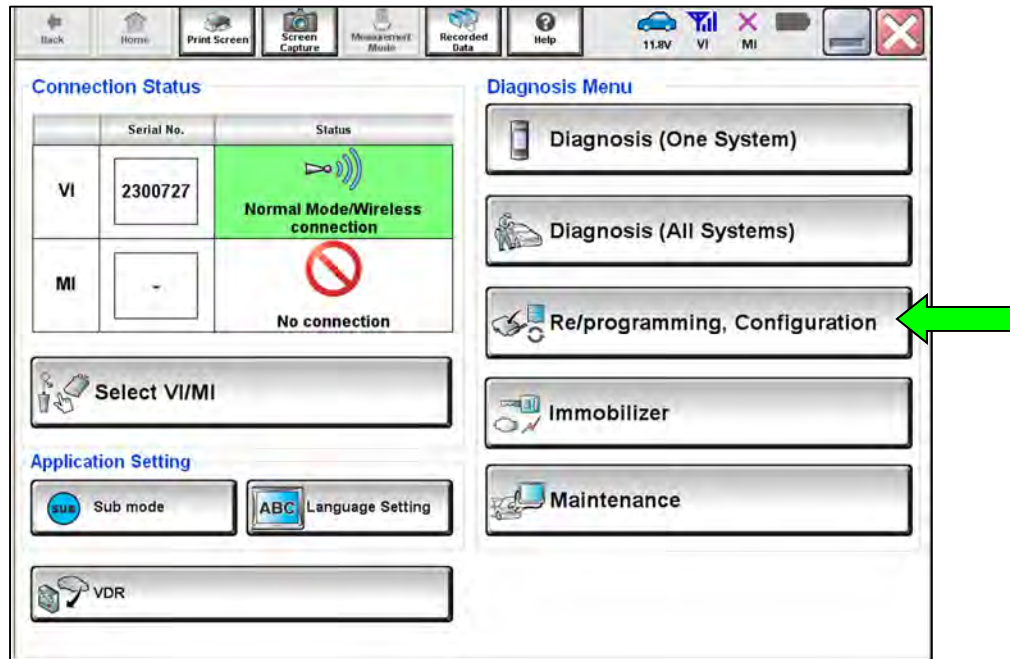 Back
Home
Print Screen
Screen
Capture
Measurement
Mode
Recorded
Data
Help
11.8V
VI
MI
Connection Status
Serial No.
Status
VI
2300727
Normal Mode/Wireless
connection
MI
-
No connection
Select VI/MI
Application Setting
SUB
Sub mode
ABC
Language Setting
VDR
Diagnosis Menu
Diagnosis (One System)
Diagnosis (All Systems)
Re/programming, Configuration
Immobilizer
Maintenance